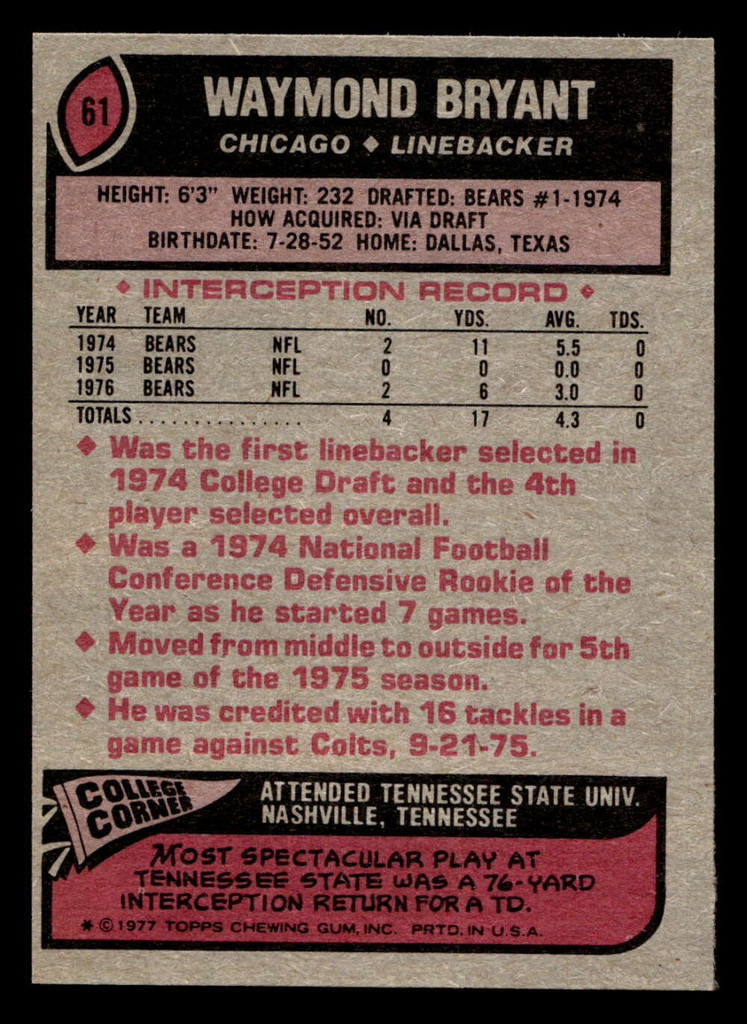 61
WAYMOND BRYANT
CHICAGO ♦ LINEBACKER
HEIGHT: 6'3" WEIGHT: 232 DRAFTED: BEARS #1-1974
HOW ACQUIRED: VIA DRAFT
BIRTHDATE: 7-28-52 HOME: DALLAS, TEXAS
♦ INTERCEPTION RECORD ♦
YEAR TEAM NO. YDS. AVG. TDS.
1974 BEARS NFL 2 11 5.5 0
1975 BEARS NFL 0 0 0.0 0
1976 BEARS NFL 2 6 3.0 0
TOTALS................ 4 17 4.3 0
♦ Was the first linebacker selected in
1974 College Draft and the 4th
player selected overall.
♦ Was a 1974 National Football
Conference Defensive Rookie of the
Year as he started 7 games.
♦ Moved from middle to outside for 5th
game of the 1975 season.
♦ He was credited with 16 tackles in a
game against Colts, 9-21-75.
COLLEGE
CORNER
ATTENDED TENNESSEE STATE UNIV.
NASHVILLE, TENNESSEE
MOST SPECTACULAR PLAY AT
TENNESSEE STATE WAS A 76-YARD
INTERCEPTION RETURN FOR A TD.
* © 1977 TOPPS CHEWING GUM, INC. PRTD. IN U.S.A.